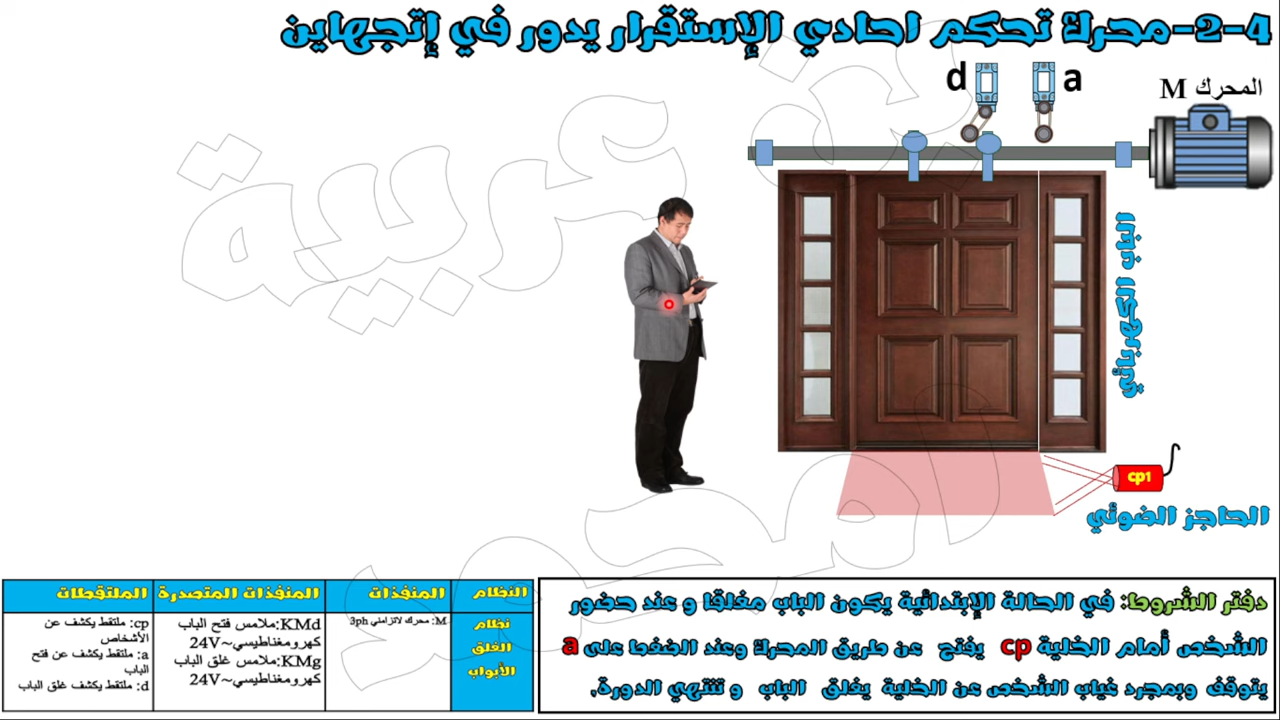 4-2-محرك تحكم احادي الإستقرار يدور في إتجهاين
d
a
المحرك M
الباب الكهربائي
cp1
الحاجز الضوئي
دفتر الشروط: في الحالة الإبتدائية يكون الباب مغلقا و عند حضور
الشخص أمام الخلية cp يفتح عن طريق المحرك وعند الضغط على a
يتوقف وبمجرد غياب الشخص عن الخلية يغلق الباب و تنتهي الدورة.
النظام
المنفذات
المنفذات المتصدرة
الملتقطات
نظام
الغلق
الأبواب
M: محرك لاتزامني 3ph
KMd:ملامس فتح الباب
كهرومغناطيسي~24V
KMg:ملامس غلق الباب
كهرومغناطيسي~24V
cp: ملتقط يكشف عن
الأشخاص
a: ملتقط يكشف عن فتح
الباب
d: ملتقط يكشف غلق الباب
عربية